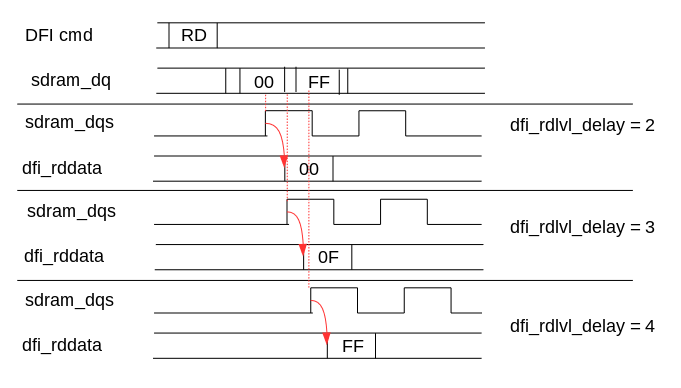 DFI cmd RD
sdram_dq 00 FF
sdram_dqs dfi_rdlvl_delay = 2
dfi_rddata 00
sdram_dqs dfi_rdlvl_delay = 3
dfi_rddata 0F
sdram_dqs dfi_rdlvl_delay = 4
dfi_rddata FF